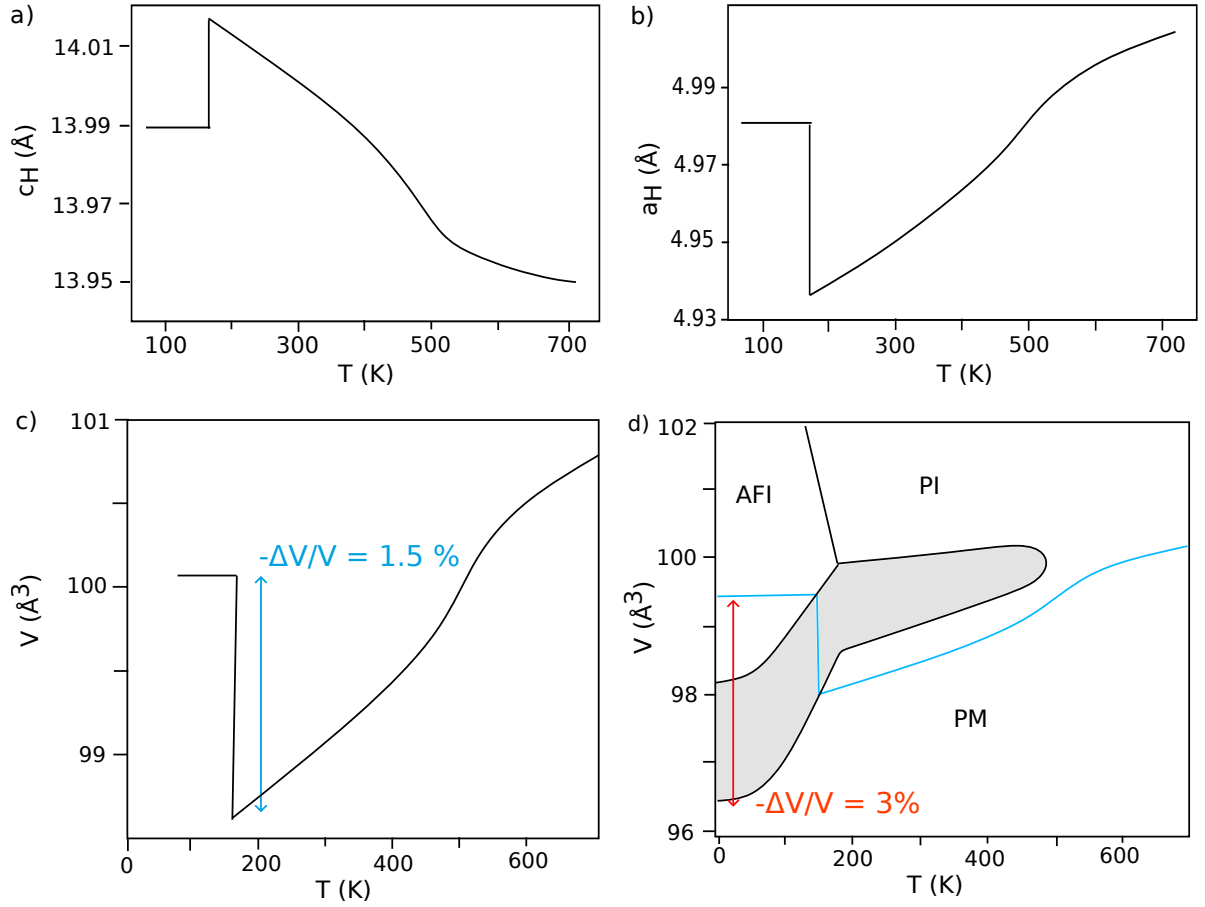 a)
14.01
13.99
13.97
13.95
cH (Å)
100
300
500
700
T (K)
b)
4.99
4.97
4.95
4.93
aH (Å)
100
300
500
700
T (K)
c)
101
100
99
V (Å3)
-ΔV/V = 1.5 %
0
200
400
600
T (K)
d)
102
100
98
96
V (Å3)
AFI
PI
PM
-ΔV/V = 3%
0
200
400
600
T (K)